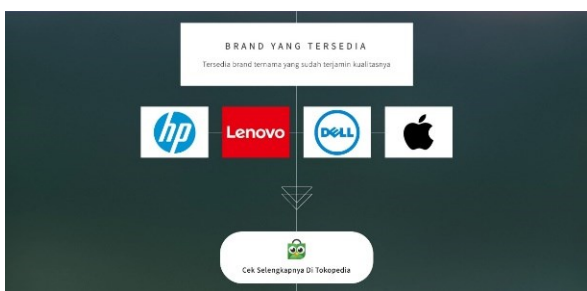 BRAND YANG TERSEDIA
Tersedia brand ternama yang sudah terjamin kualitasnya
hp
Lenovo
DELL
Cek Selengkapnya Di Tokopedia